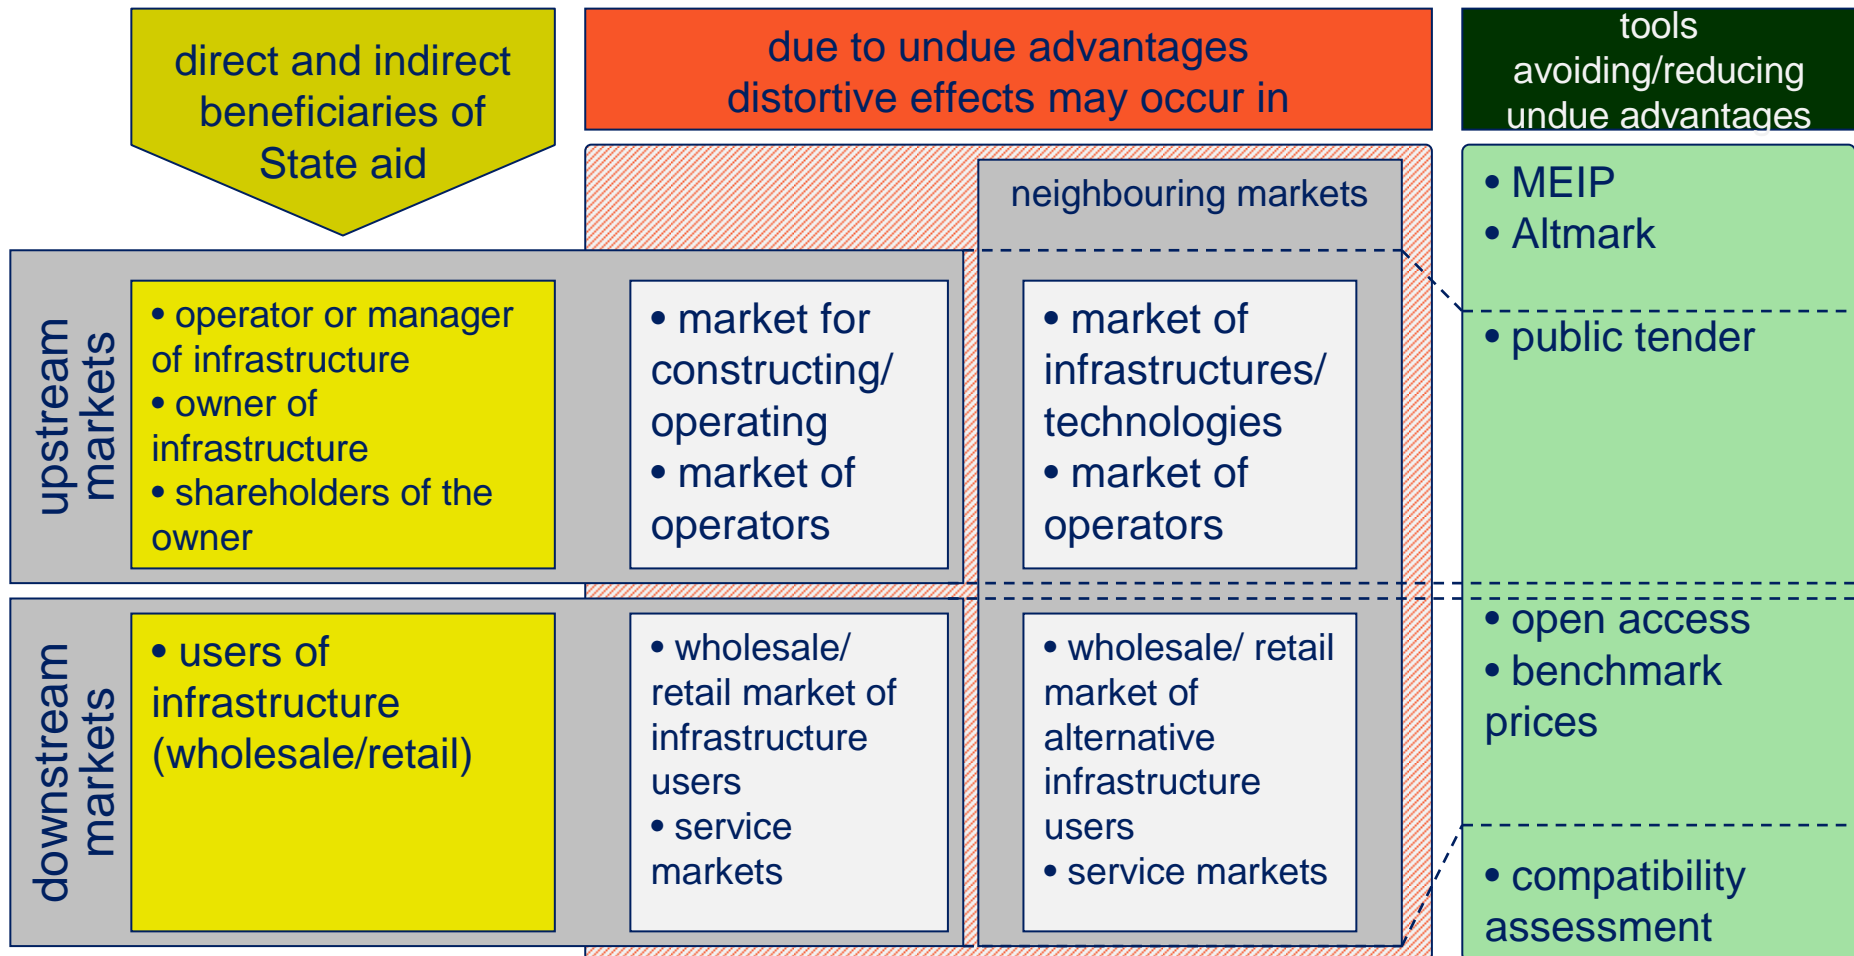 direct and indirect
beneficiaries of
State aid
due to undue advantages
distortive effects may occur in
tools
avoiding/reducing
undue advantages
neighbouring markets
upstream
markets
• operator or manager
of infrastructure
• owner of
infrastructure
• shareholders of the
owner
• market for
constructing/
operating
• market of
operators
• market of
infrastructures/
technologies
• market of
operators
downstream
markets
• users of
infrastructure
(wholesale/retail)
• wholesale/
retail market of
infrastructure
users
• service
markets
• wholesale/ retail
market of
alternative
infrastructure
users
• service markets
• MEIP
• Altmark
• public tender
• open access
• benchmark
prices
• compatibility
assessment